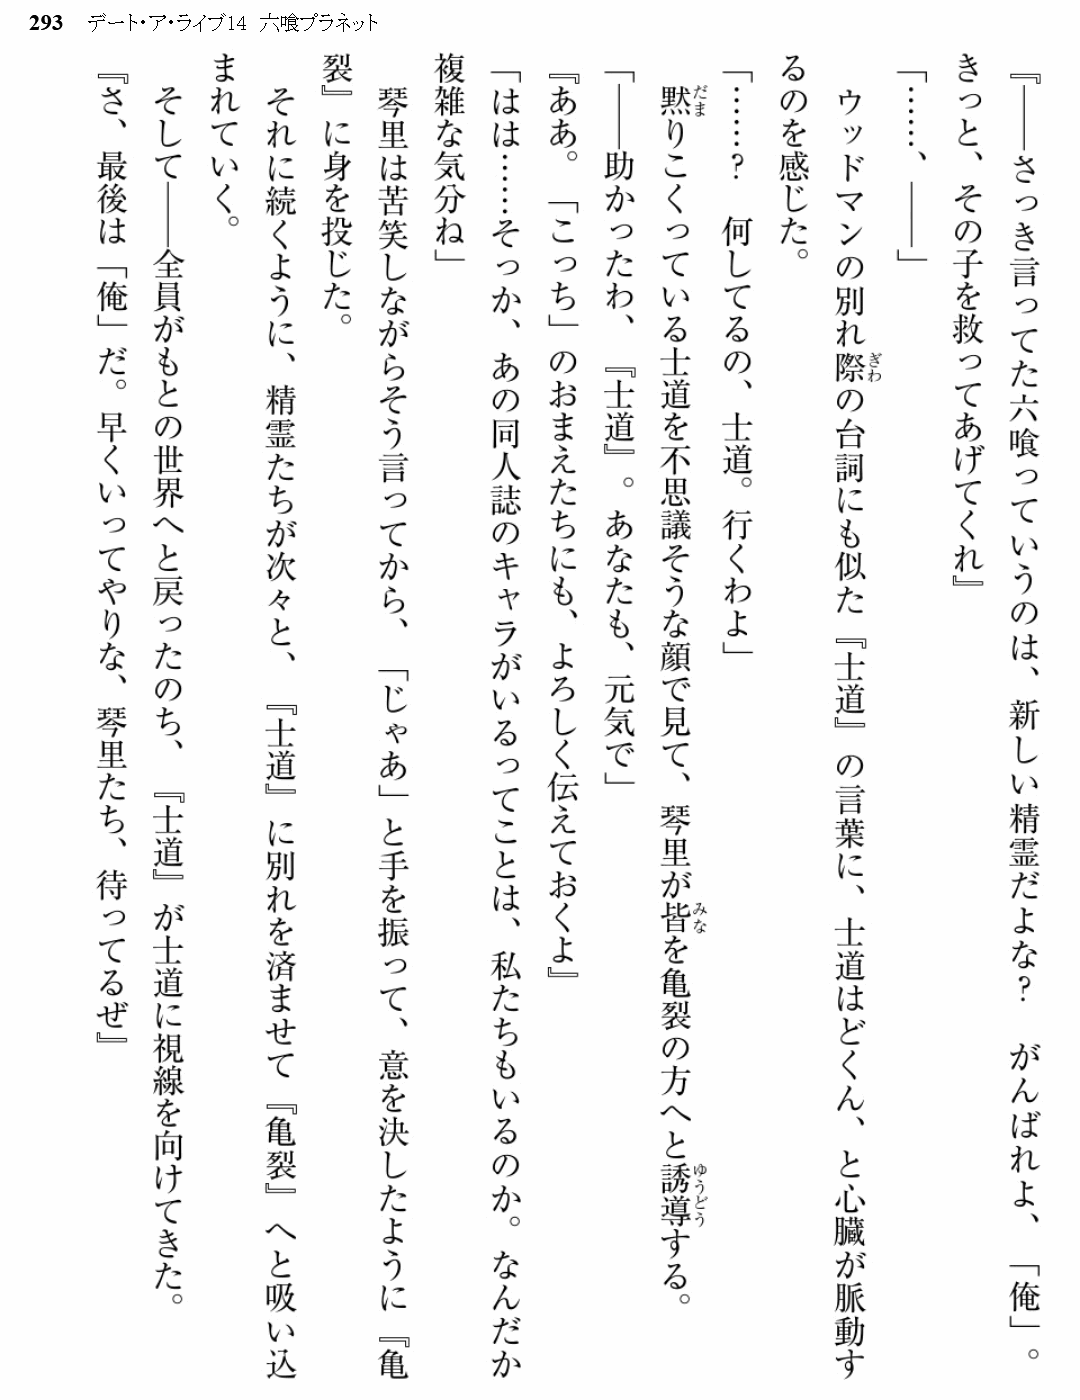 293 デート・ア・ライブ14 六喰プラネット
『――さっき言ってた六喰っていうのは、新しい精霊だよな？　がんばれよ、「俺」。
きっと、その子を救ってあげてくれ』
「……、――」
　ウッドマンの別れ際の台詞にも似た『士道』の言葉に、士道はどくん、と心臓が脈動す
るのを感じた。
「……？　何してるの、士道。行くわよ」
　黙りこくっている士道を不思議そうな顔で見て、琴里が皆を亀裂の方へと誘導する。
「――助かったわ、『士道』。あなたも、元気で」
『ああ。「こっち」のおまえたちにも、よろしく伝えておくよ』
「はは……そっか、あの同人誌のキャラがいるってことは、私たちもいるのか。なんだか
複雑な気分ね」
　琴里は苦笑しながらそう言ってから、「じゃあ」と手を振って、意を決したように『亀
裂』に身を投じた。
　それに続くように、精霊たちが次々と、『士道』に別れを済ませて『亀裂』へと吸い込
まれていく。
　そして――全員がもとの世界へと戻ったのち、『士道』が士道に視線を向けてきた。
『さ、最後は「俺」だ。早くいってやりな、琴里たち、待ってるぜ』